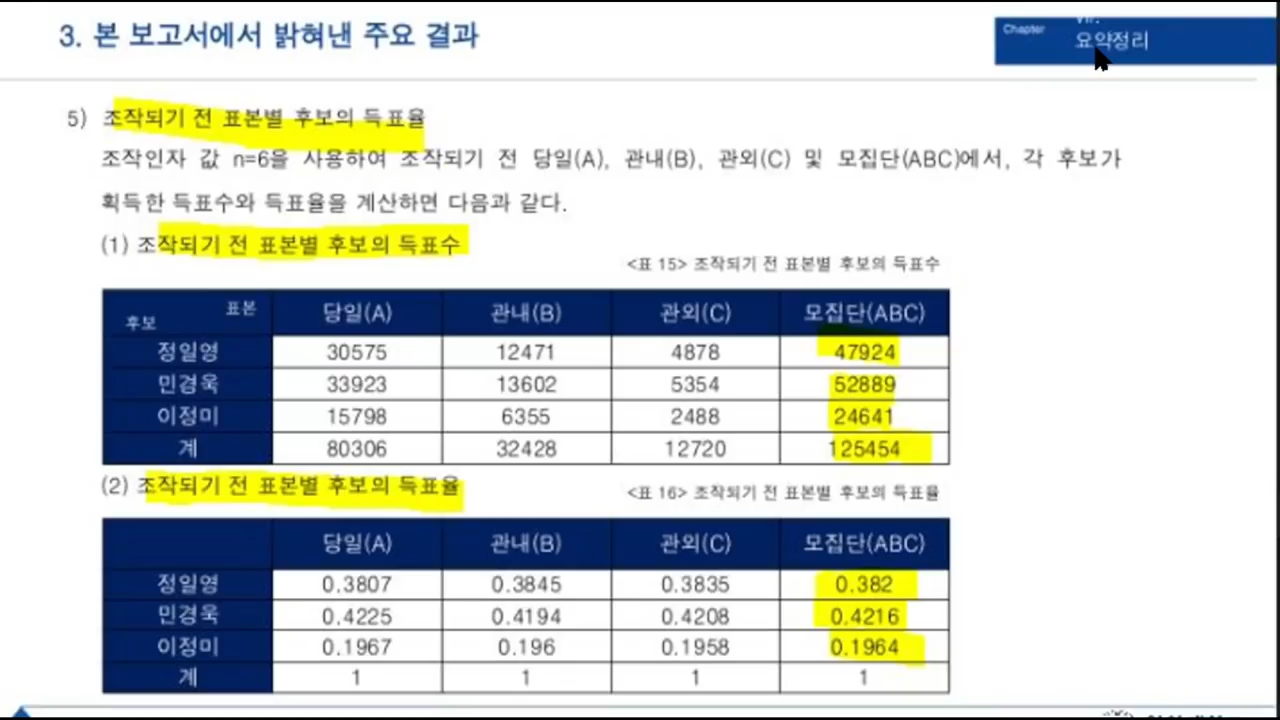 3. 본 보고서에서 밝혀낸 주요 결과
Chapter
VII.
요약정리
5) 조작되기 전 표본별 후보의 득표율
조작인자 값 n=6을 사용하여 조작되기 전 당일(A), 관내(B), 관외(C) 및 모집단(ABC)에서, 각 후보가
획득한 득표수와 득표율을 계산하면 다음과 같다.
(1) 조작되기 전 표본별 후보의 득표수
<표 15> 조작되기 전 표본별 후보의 득표수
표본 후보 당일(A) 관내(B) 관외(C) 모집단(ABC)
정일영 30575 12471 4878 47924
민경욱 33923 13602 5354 52889
이정미 15798 6355 2488 24641
계 80306 32428 12720 125454
(2) 조작되기 전 표본별 후보의 득표율
<표 16> 조작되기 전 표본별 후보의 득표율
당일(A) 관내(B) 관외(C) 모집단(ABC)
정일영 0.3807 0.3845 0.3835 0.382
민경욱 0.4225 0.4194 0.4208 0.4216
이정미 0.1967 0.196 0.1958 0.1964
계 1 1 1 1